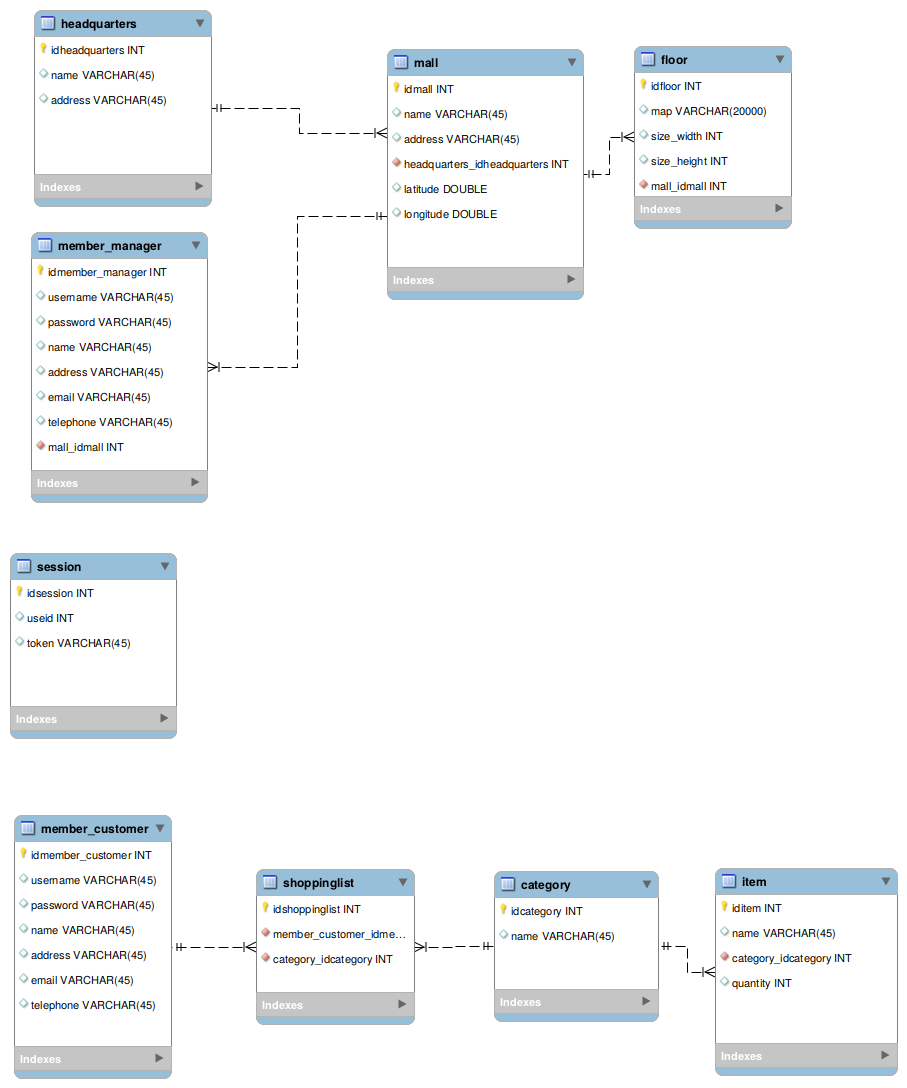 headquarters
idheadquarters INT
name VARCHAR(45)
address VARCHAR(45)
Indexes
mall
idmall INT
name VARCHAR(45)
address VARCHAR(45)
headquarters_idheadquarters INT
latitude DOUBLE
longitude DOUBLE
Indexes
floor
idfloor INT
map VARCHAR(20000)
size_width INT
size_height INT
mall_idmall INT
Indexes
member_manager
idmember_manager INT
username VARCHAR(45)
password VARCHAR(45)
name VARCHAR(45)
address VARCHAR(45)
email VARCHAR(45)
telephone VARCHAR(45)
mall_idmall INT
Indexes
session
idsession INT
useid INT
token VARCHAR(45)
Indexes
member_customer
idmember_customer INT
username VARCHAR(45)
password VARCHAR(45)
name VARCHAR(45)
address VARCHAR(45)
email VARCHAR(45)
telephone VARCHAR(45)
Indexes
shoppinglist
idshoppinglist INT
member_customer_idme...
category_idcategory INT
Indexes
category
idcategory INT
name VARCHAR(45)
Indexes
item
iditem INT
name VARCHAR(45)
category_idcategory INT
quantity INT
Indexes